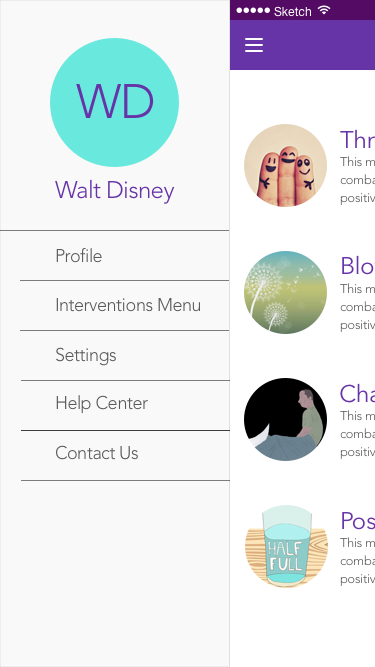 Sketch
WD
Walt Disney
Profile
Interventions Menu
Settings
Help Center
Contact Us
Thr
This m
comba
positiv
Blo
This m
comba
positiv
Cha
This m
comba
positiv
Pos
This m
comba
positiv
HALF
FULL